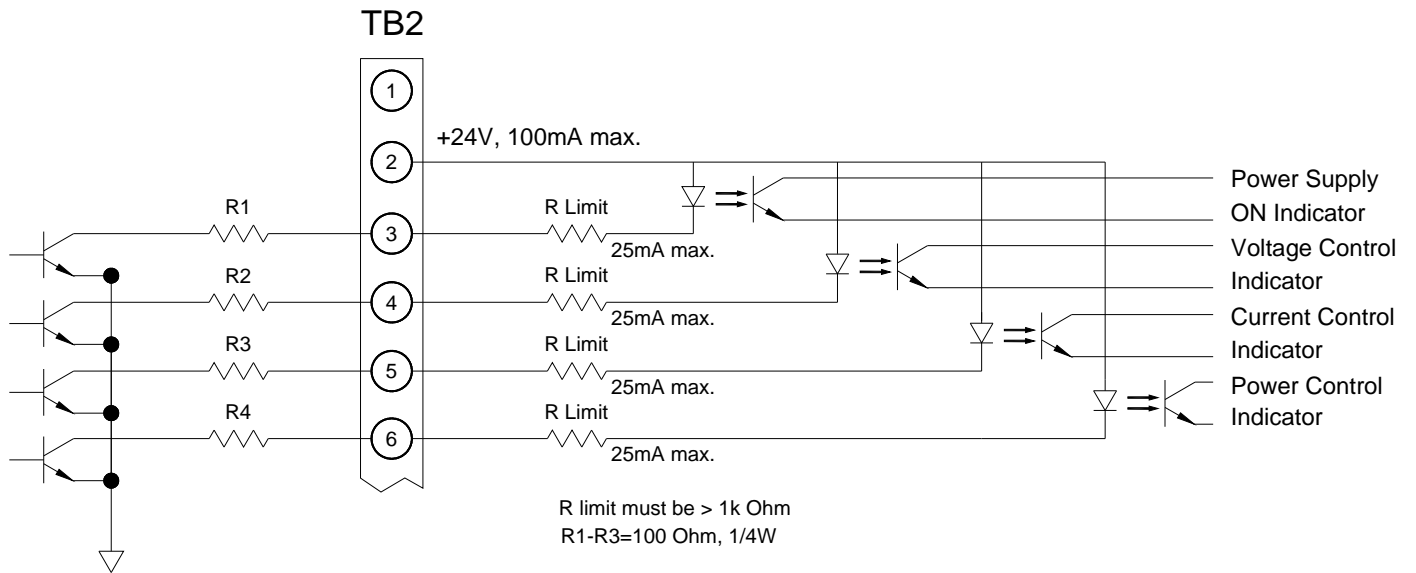 TB2
1
+24V, 100mA max.
2
Power Supply
R1
R Limit
ON Indicator
3
25mA max.
Voltage Control
R2
R Limit
Indicator
4
25mA max.
Current Control
R3
R Limit
Indicator
5
25mA max.
Power Control
R4
R Limit
Indicator
6
25mA max.
R limit must be > 1k Ohm
R1-R3=100 Ohm, 1/4W